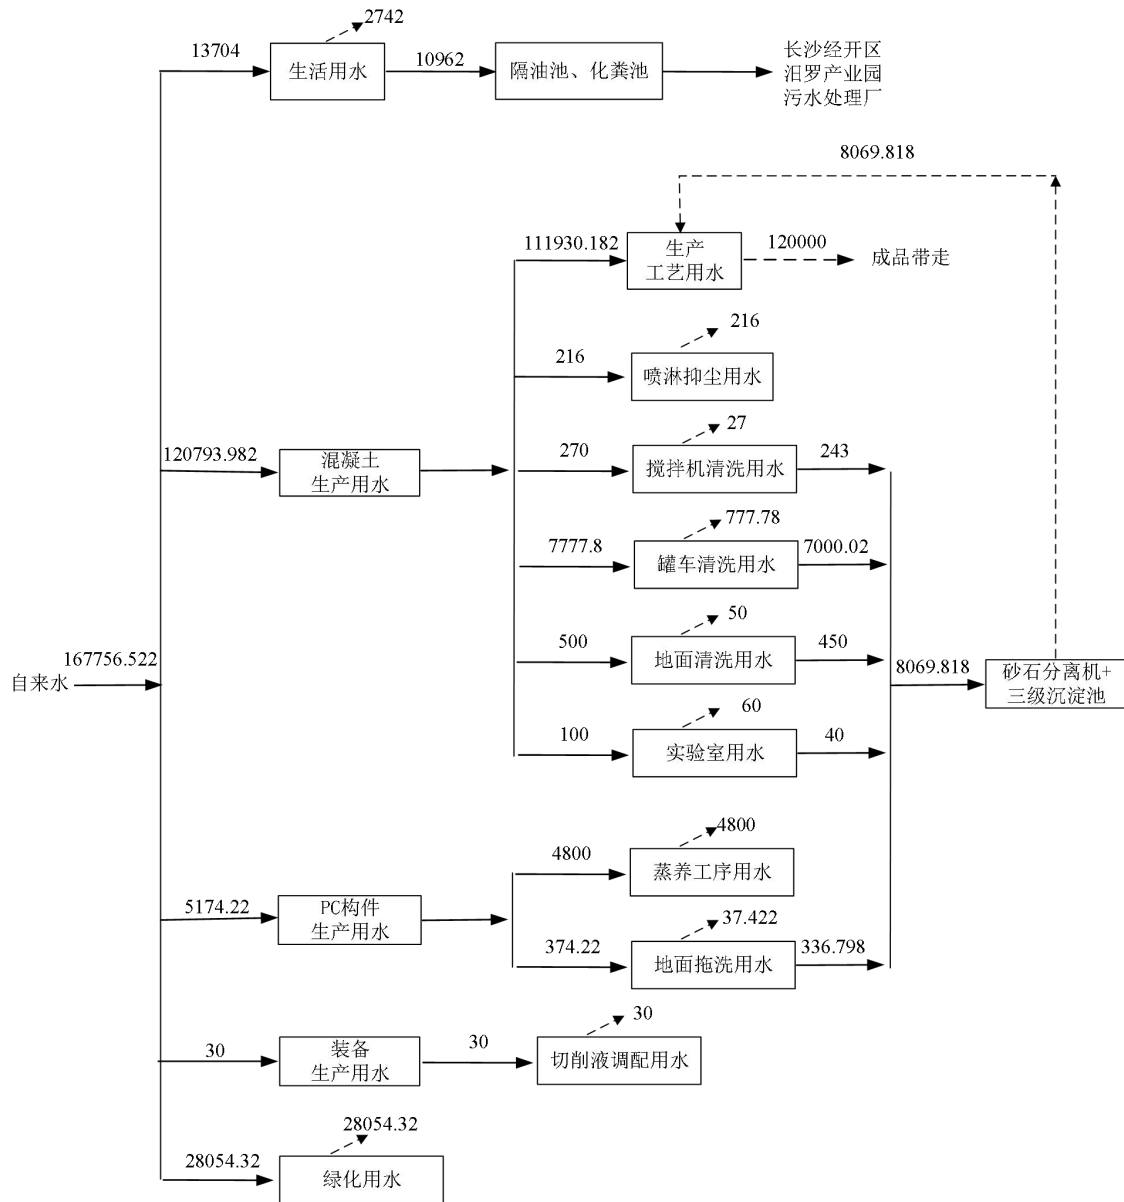 2742
13704
生活用水
10962
隔油池、化粪池
长沙经开区
汨罗产业园
污水处理厂
8069.818
111930.182
生产
工艺用水
120000
成品带走
216
216
喷淋抑尘用水
120793.982
混凝土
生产用水
27
270
搅拌机清洗用水
243
777.78
7777.8
罐车清洗用水
7000.02
50
500
地面清洗用水
450
167756.522
自来水
8069.818
砂石分离机+
三级沉淀池
60
100
实验室用水
40
4800
4800
蒸养工序用水
5174.22
PC构件
生产用水
37.422
374.22
地面拖洗用水
336.798
30
30
装备
生产用水
30
切削液调配用水
28054.32
28054.32
绿化用水